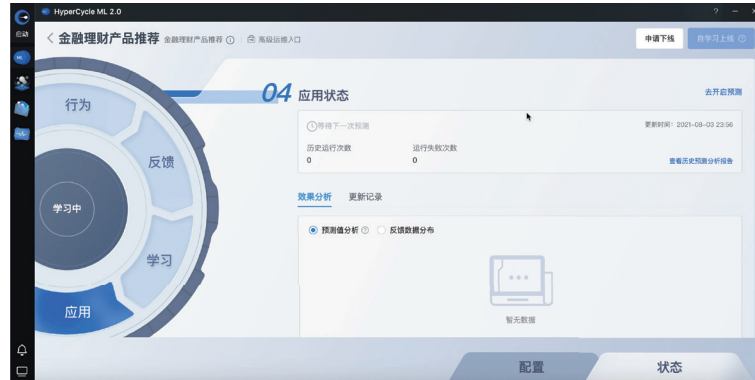 HyperCycle ML 2.0
启动
ML
金融理财产品推荐 金融理财产品推荐 高级运维入口
申请下线 自学习上线
行为
反馈
学习中
学习
应用
04 应用状态
去开启预测
等待下一次预测
更新时间：2021-08-03 23:56
历史运行次数 运行失败次数
0 0
查看历史预测分析报告
效果分析 更新记录
预测值分析 反馈数据分布
暂无数据
配置 状态